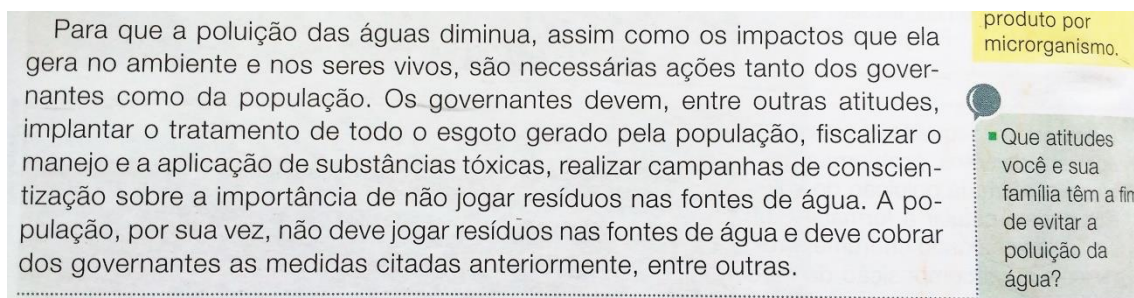 Para que a poluição das águas diminua, assim como os impactos que ela
gera no ambiente e nos seres vivos, são necessárias ações tanto dos gover-
nantes como da população. Os governantes devem, entre outras atitudes,
implantar o tratamento de todo o esgoto gerado pela população, fiscalizar o
manejo e a aplicação de substâncias tóxicas, realizar campanhas de conscien-
tização sobre a importância de não jogar resíduos nas fontes de água. A po-
pulação, por sua vez, não deve jogar resíduos nas fontes de água e deve cobrar
dos governantes as medidas citadas anteriormente, entre outras.
produto por
microrganismo.
Que atitudes
você e sua
família têm a fim
de evitar a
poluição da
água?